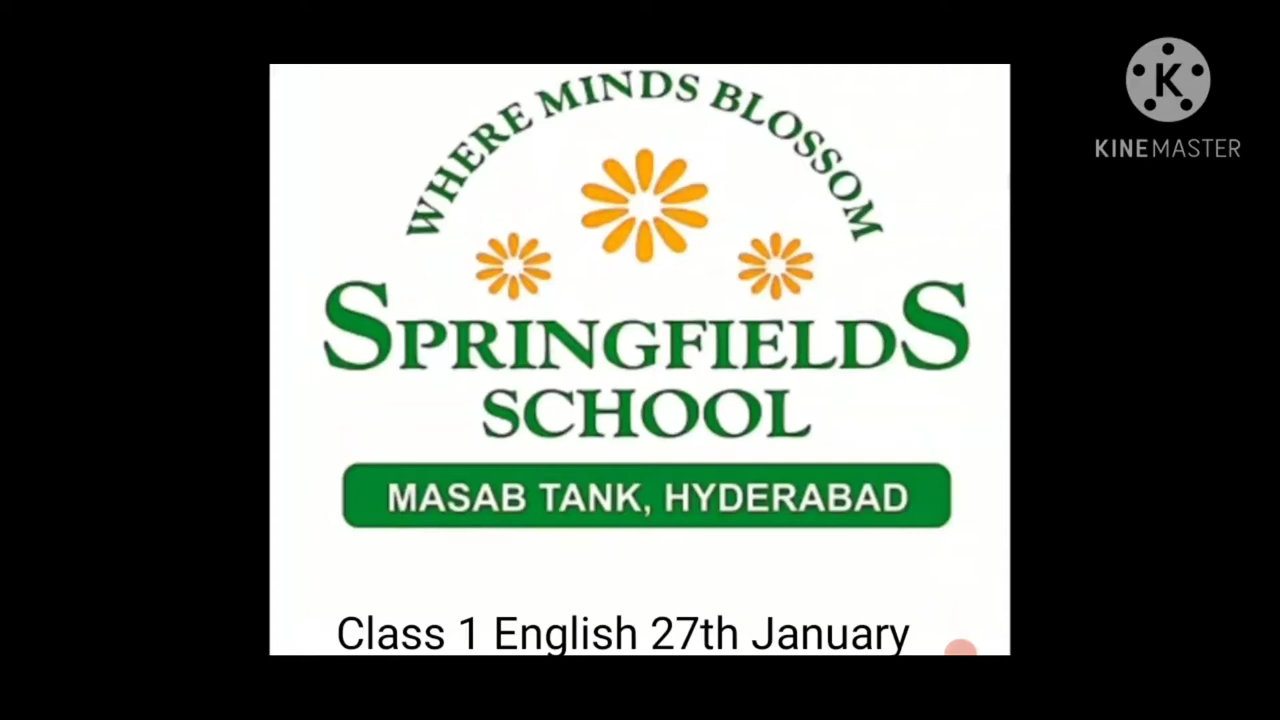 WHERE MINDS BLOSSOM
SPRINGFIELDS
SCHOOL
MASAB TANK, HYDERABAD
Class 1 English 27th January
K
KINEMASTER